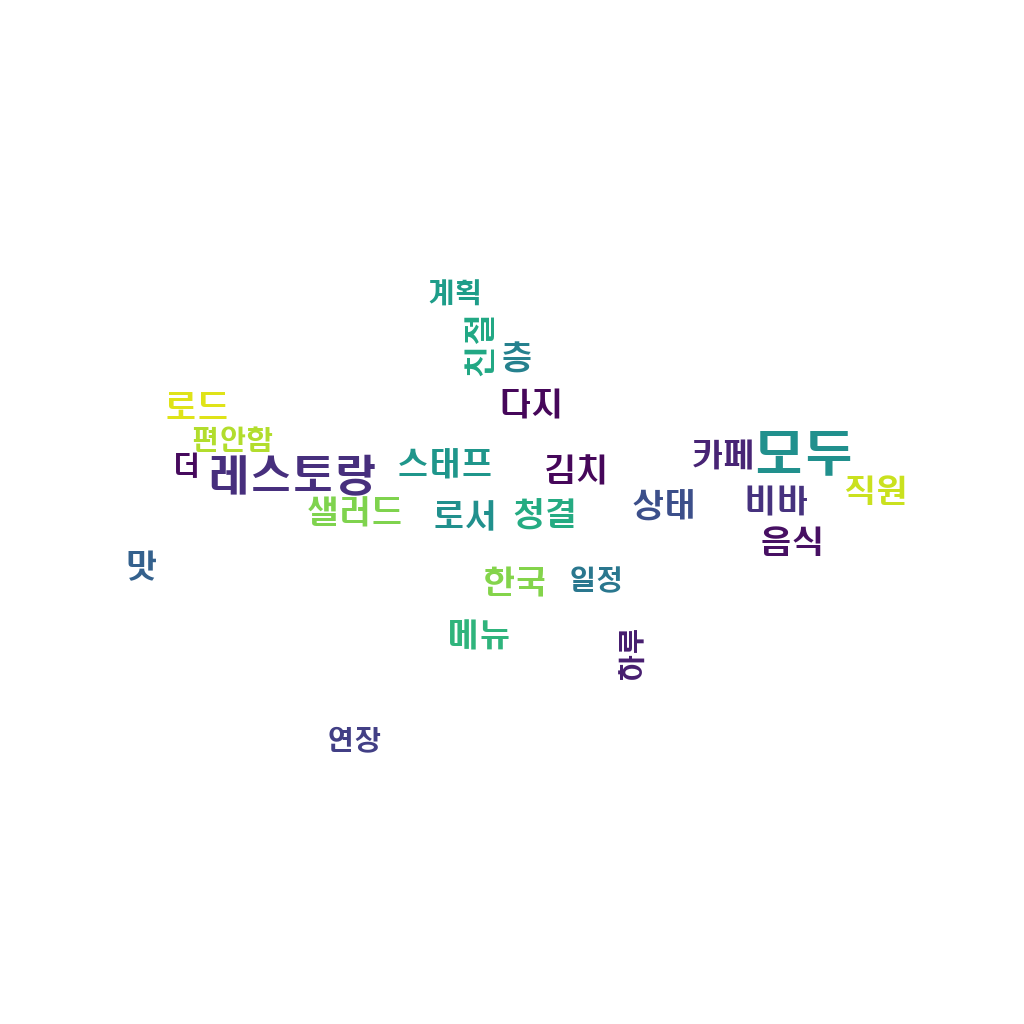 계획
친절
층
다지
로드
편안함
더
레스토랑
스태프
김치
카페
모두
샐러드
로서
청결
상태
비바
직원
음식
맛
한국
일정
메뉴
하루
연장